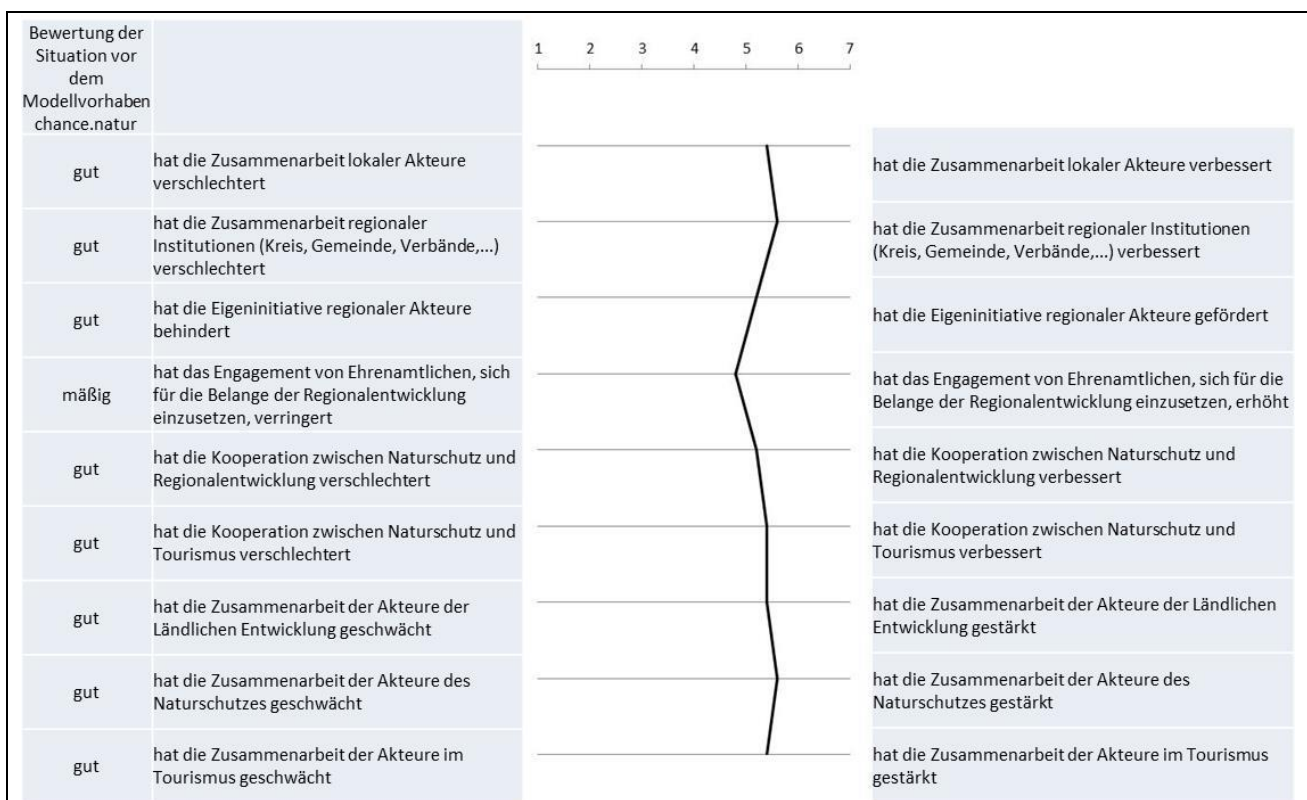 Bewertung der
Situation vor
dem
Modellvorhaben
chance.natur
1 2 3 4 5 6 7
gut
hat die Zusammenarbeit lokaler Akteure
verschlechtert
hat die Zusammenarbeit lokaler Akteure verbessert
gut
hat die Zusammenarbeit regionaler
Institutionen (Kreis, Gemeinde, Verbände,...)
verschlechtert
hat die Zusammenarbeit regionaler Institutionen
(Kreis, Gemeinde, Verbände,...) verbessert
gut
hat die Eigeninitiative regionaler Akteure
behindert
hat die Eigeninitiative regionaler Akteure gefördert
mäßig
hat das Engagement von Ehrenamtlichen, sich
für die Belange der Regionalentwicklung
einzusetzen, verringert
hat das Engagement von Ehrenamtlichen, sich für die
Belange der Regionalentwicklung einzusetzen, erhöht
gut
hat die Kooperation zwischen Naturschutz und
Regionalentwicklung verschlechtert
hat die Kooperation zwischen Naturschutz und
Regionalentwicklung verbessert
gut
hat die Kooperation zwischen Naturschutz und
Tourismus verschlechtert
hat die Kooperation zwischen Naturschutz und
Tourismus verbessert
gut
hat die Zusammenarbeit der Akteure der
Ländlichen Entwicklung geschwächt
hat die Zusammenarbeit der Akteure der Ländlichen
Entwicklung gestärkt
gut
hat die Zusammenarbeit der Akteure des
Naturschutzes geschwächt
hat die Zusammenarbeit der Akteure des
Naturschutzes gestärkt
gut
hat die Zusammenarbeit der Akteure im
Tourismus geschwächt
hat die Zusammenarbeit der Akteure im Tourismus
gestärkt